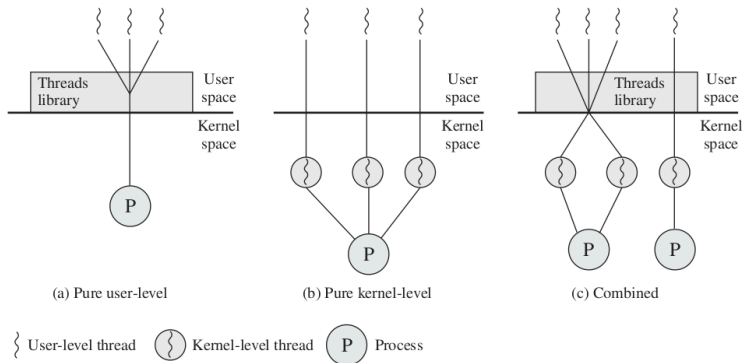 Threads
library
User
space
Kernel
space
P
(a) Pure user-level
User
space
Kernel
space
P
(b) Pure kernel-level
Threads
library
User
space
Kernel
space
P
P
(c) Combined
User-level thread
Kernel-level thread
P
Process